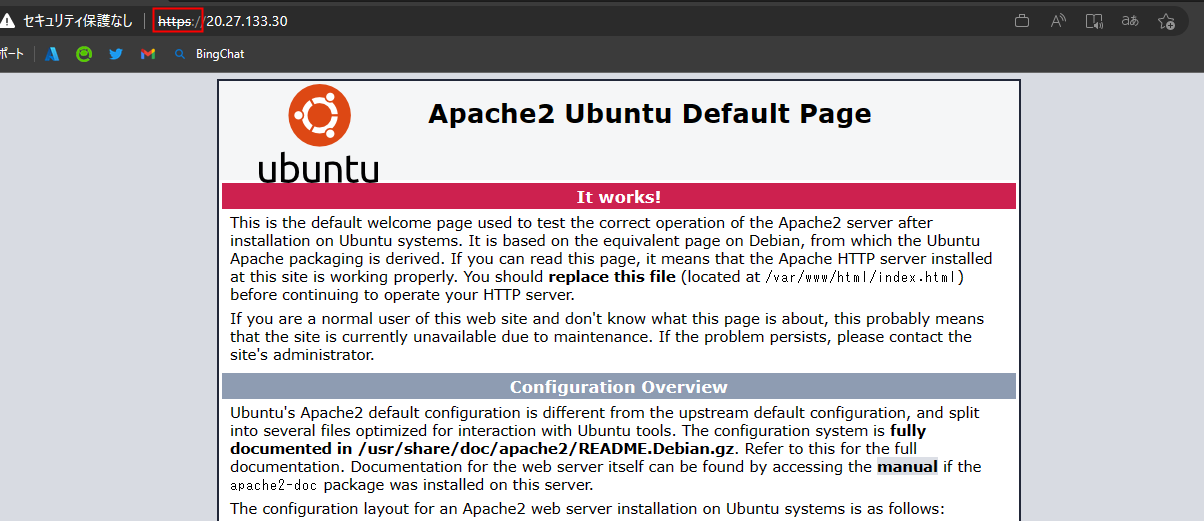 セキュリティ保護なし https://20.27.133.30
ポート BingChat
Apache2 Ubuntu Default Page
ubuntu
It works!
This is the default welcome page used to test the correct operation of the Apache2 server after
installation on Ubuntu systems. It is based on the equivalent page on Debian, from which the Ubuntu
Apache packaging is derived. If you can read this page, it means that the Apache HTTP server installed
at this site is working properly. You should replace this file (located at /var/www/html/index.html)
before continuing to operate your HTTP server.
If you are a normal user of this web site and don't know what this page is about, this probably means
that the site is currently unavailable due to maintenance. If the problem persists, please contact the
site's administrator.
Configuration Overview
Ubuntu's Apache2 default configuration is different from the upstream default configuration, and split
into several files optimized for interaction with Ubuntu tools. The configuration system is fully
documented in /usr/share/doc/apache2/README.Debian.gz. Refer to this for the full
documentation. Documentation for the web server itself can be found by accessing the manual if the
apache2-doc package was installed on this server.
The configuration layout for an Apache2 web server installation on Ubuntu systems is as follows: